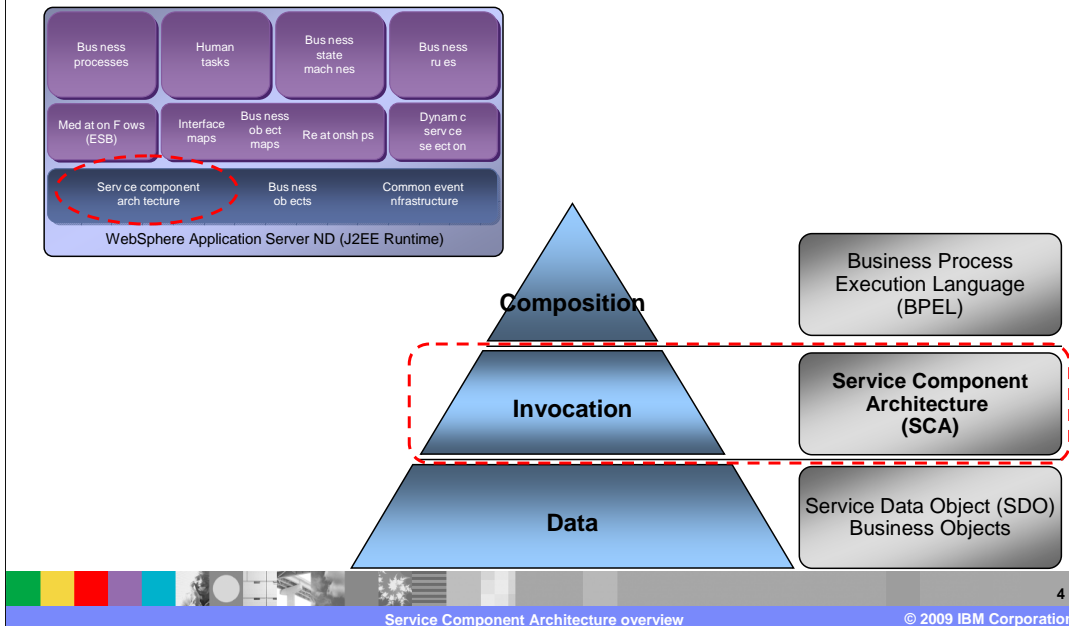 Bus ness
processes
Human
tasks
Bus ness
state
mach nes
Bus ness
ru es
Med at on F ows
(ESB)
Interface
maps
Bus ness
ob ect
maps
Re at onsh ps
Dynam c
serv ce
se ect on
Serv ce component
arch tecture
Bus ness
ob ects
Common event
nfrastructure
WebSphere Application Server ND (J2EE Runtime)
Composition
Business Process
Execution Language
(BPEL)
Invocation
Service Component
Architecture
(SCA)
Data
Service Data Object (SDO)
Business Objects
4
Service Component Architecture overview
© 2009 IBM Corporation